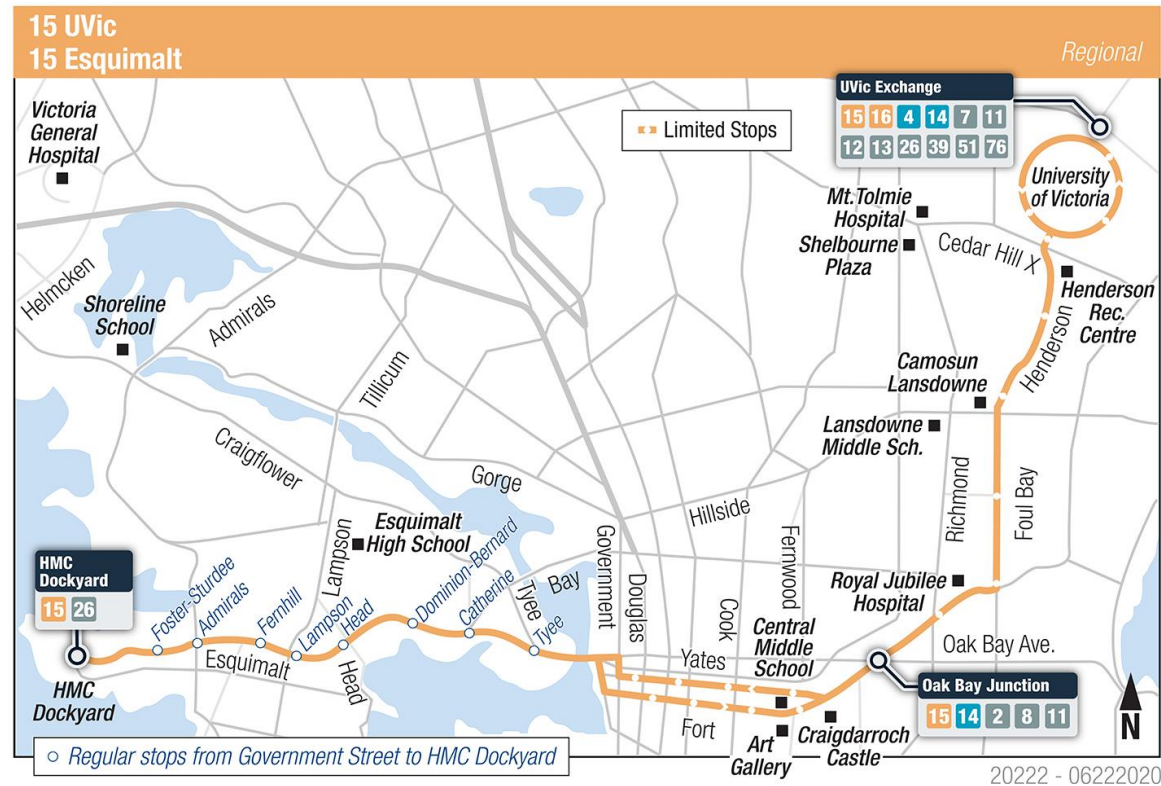 15 UVic
15 Esquimalt
Regional
Victoria
General
Hospital
Limited Stops
UVic Exchange
15 16 4 14 7 11
12 13 26 39 51 76
University
of Victoria
Mt.Tolmie
Hospital
Shelbourne
Plaza
Cedar Hill X
Henderson
Rec.
Centre
Helmcken
Shoreline
School
Admirals
Tillicum
Henderson
Camosun
Lansdowne
Lansdowne
Middle Sch.
Craigflower
Gorge
Hillside
Richmond
Foul Bay
Lampson
Esquimalt
High School
Dominion-Bernard
Catherine
Tyee
Bay
Government
Douglas
Fernwood
Cook
Royal Jubilee
Hospital
HMC
Dockyard
15 26
Foster-Sturdee
Admirals
Fernhill
Lampson
Head
Tyee
Central
Middle
School
Oak Bay Ave.
Yates
Esquimalt
Head
HMC
Dockyard
Oak Bay Junction
15 14 2 8 11
Fort
Art
Gallery
Craigdarroch
Castle
N
Regular stops from Government Street to HMC Dockyard
20222 - 06222020